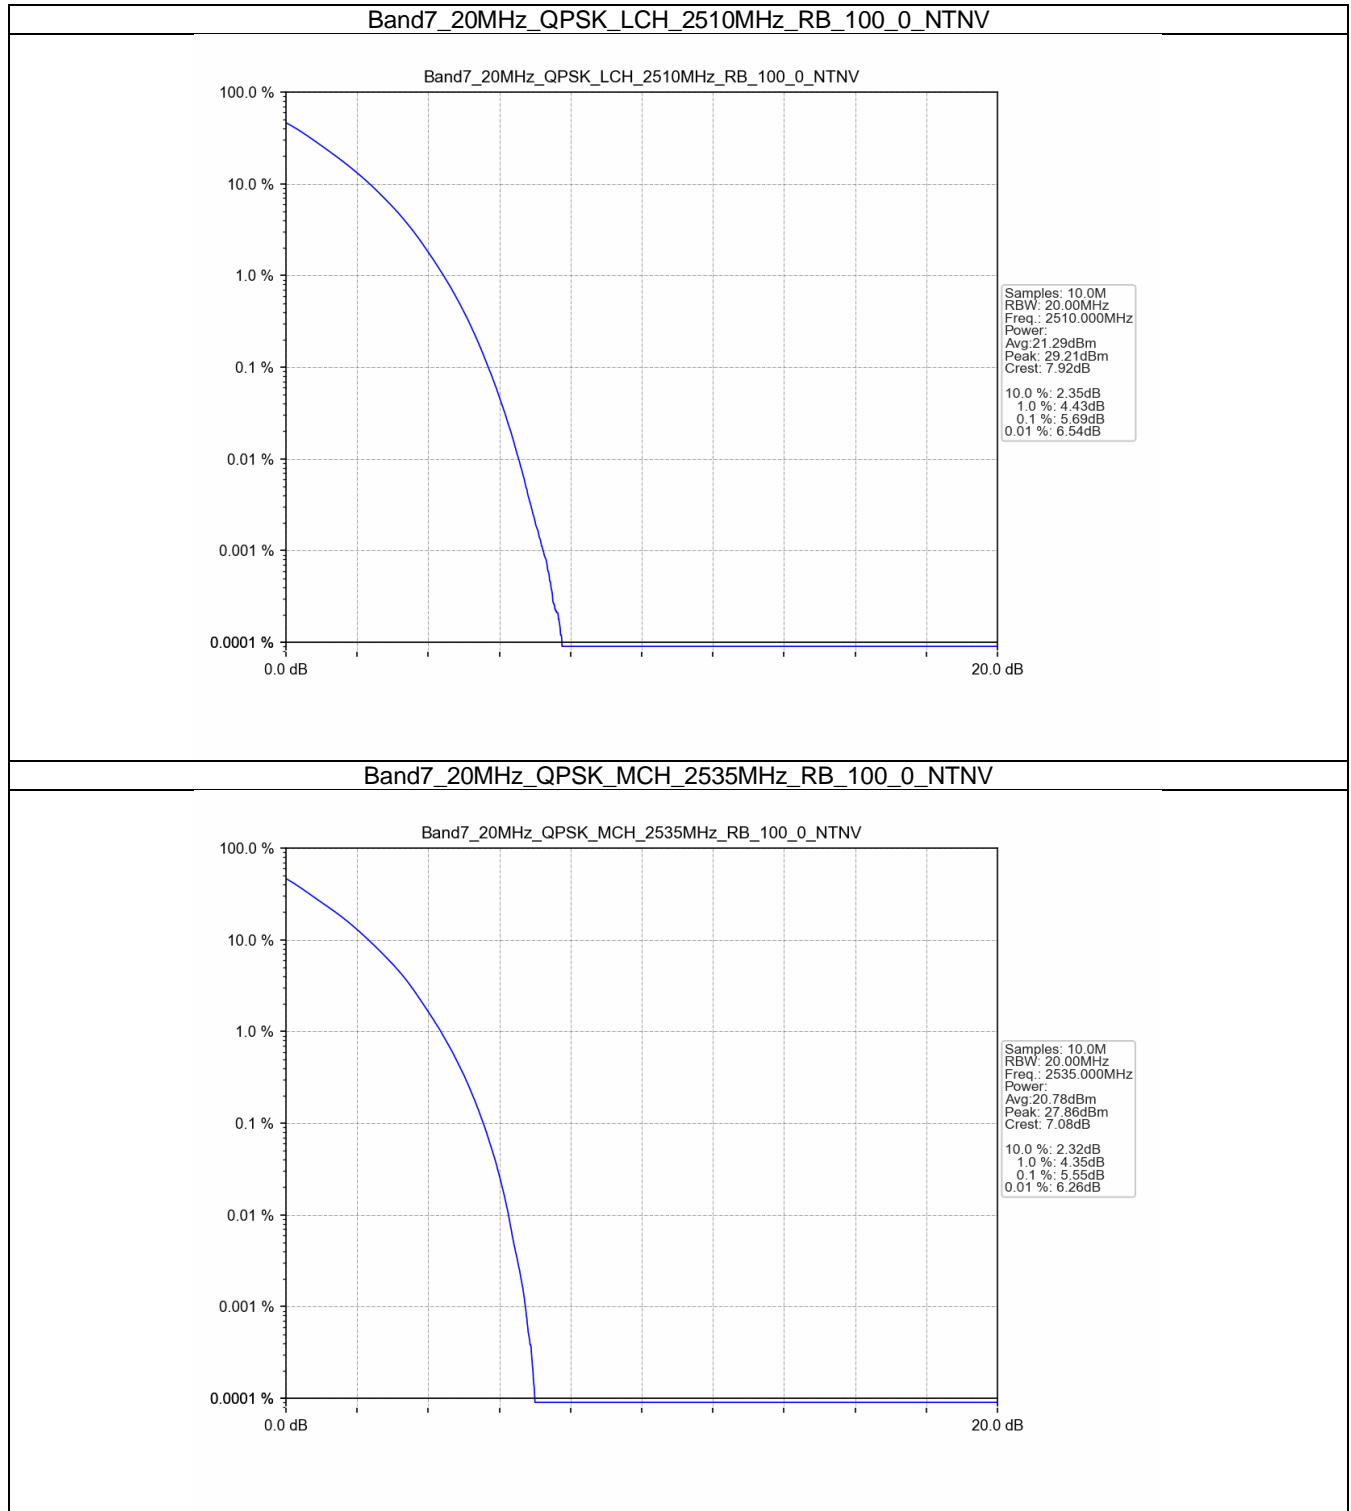 Band7_20MHz_QPSK_LCH_2510MHz_RB_100_0_NTNV
Band7_20MHz_QPSK_LCH_2510MHz_RB_100_0_NTNV
100.0 %
10.0 %
1.0 %
0.1 %
0.01 %
0.001 %
0.0001 %
0.0 dB
20.0 dB
Samples: 10.0M
RBW: 20.00MHz
Freq.: 2510.000MHz
Power:
Avg:21.29dBm
Peak: 29.21dBm
Crest: 7.92dB
10.0 %: 2.35dB
1.0 %: 4.43dB
0.1 %: 5.69dB
0.01 %: 6.54dB
Band7_20MHz_QPSK_MCH_2535MHz_RB_100_0_NTNV
Band7_20MHz_QPSK_MCH_2535MHz_RB_100_0_NTNV
100.0 %
10.0 %
1.0 %
0.1 %
0.01 %
0.001 %
0.0001 %
0.0 dB
20.0 dB
Samples: 10.0M
RBW: 20.00MHz
Freq.: 2535.000MHz
Power:
Avg:20.78dBm
Peak: 27.86dBm
Crest: 7.08dB
10.0 %: 2.32dB
1.0 %: 4.35dB
0.1 %: 5.55dB
0.01 %: 6.26dB